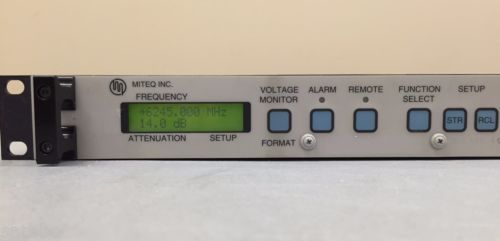 MITEQ INC.
FREQUENCY
+6245.000 MHz
14.0 dB
ATTENUATION SETUP
VOLTAGE
MONITOR
FORMAT
ALARM
REMOTE
FUNCTION
SELECT
SETUP
STR RCL